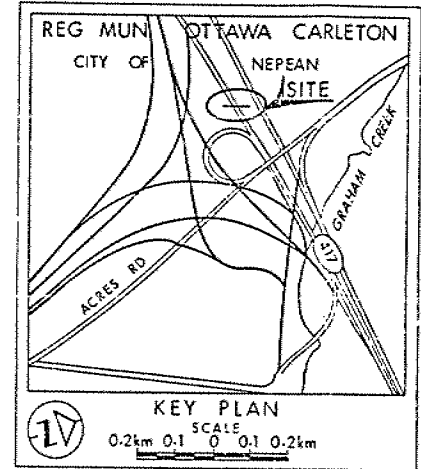 REG MUN OTTAWA CARLETON
CITY OF NEPEAN
SITE
GRAHAM CREEK
417
ACRES RD
KEY PLAN
SCALE
0·2km 0·1 0 0·1 0·2km
N